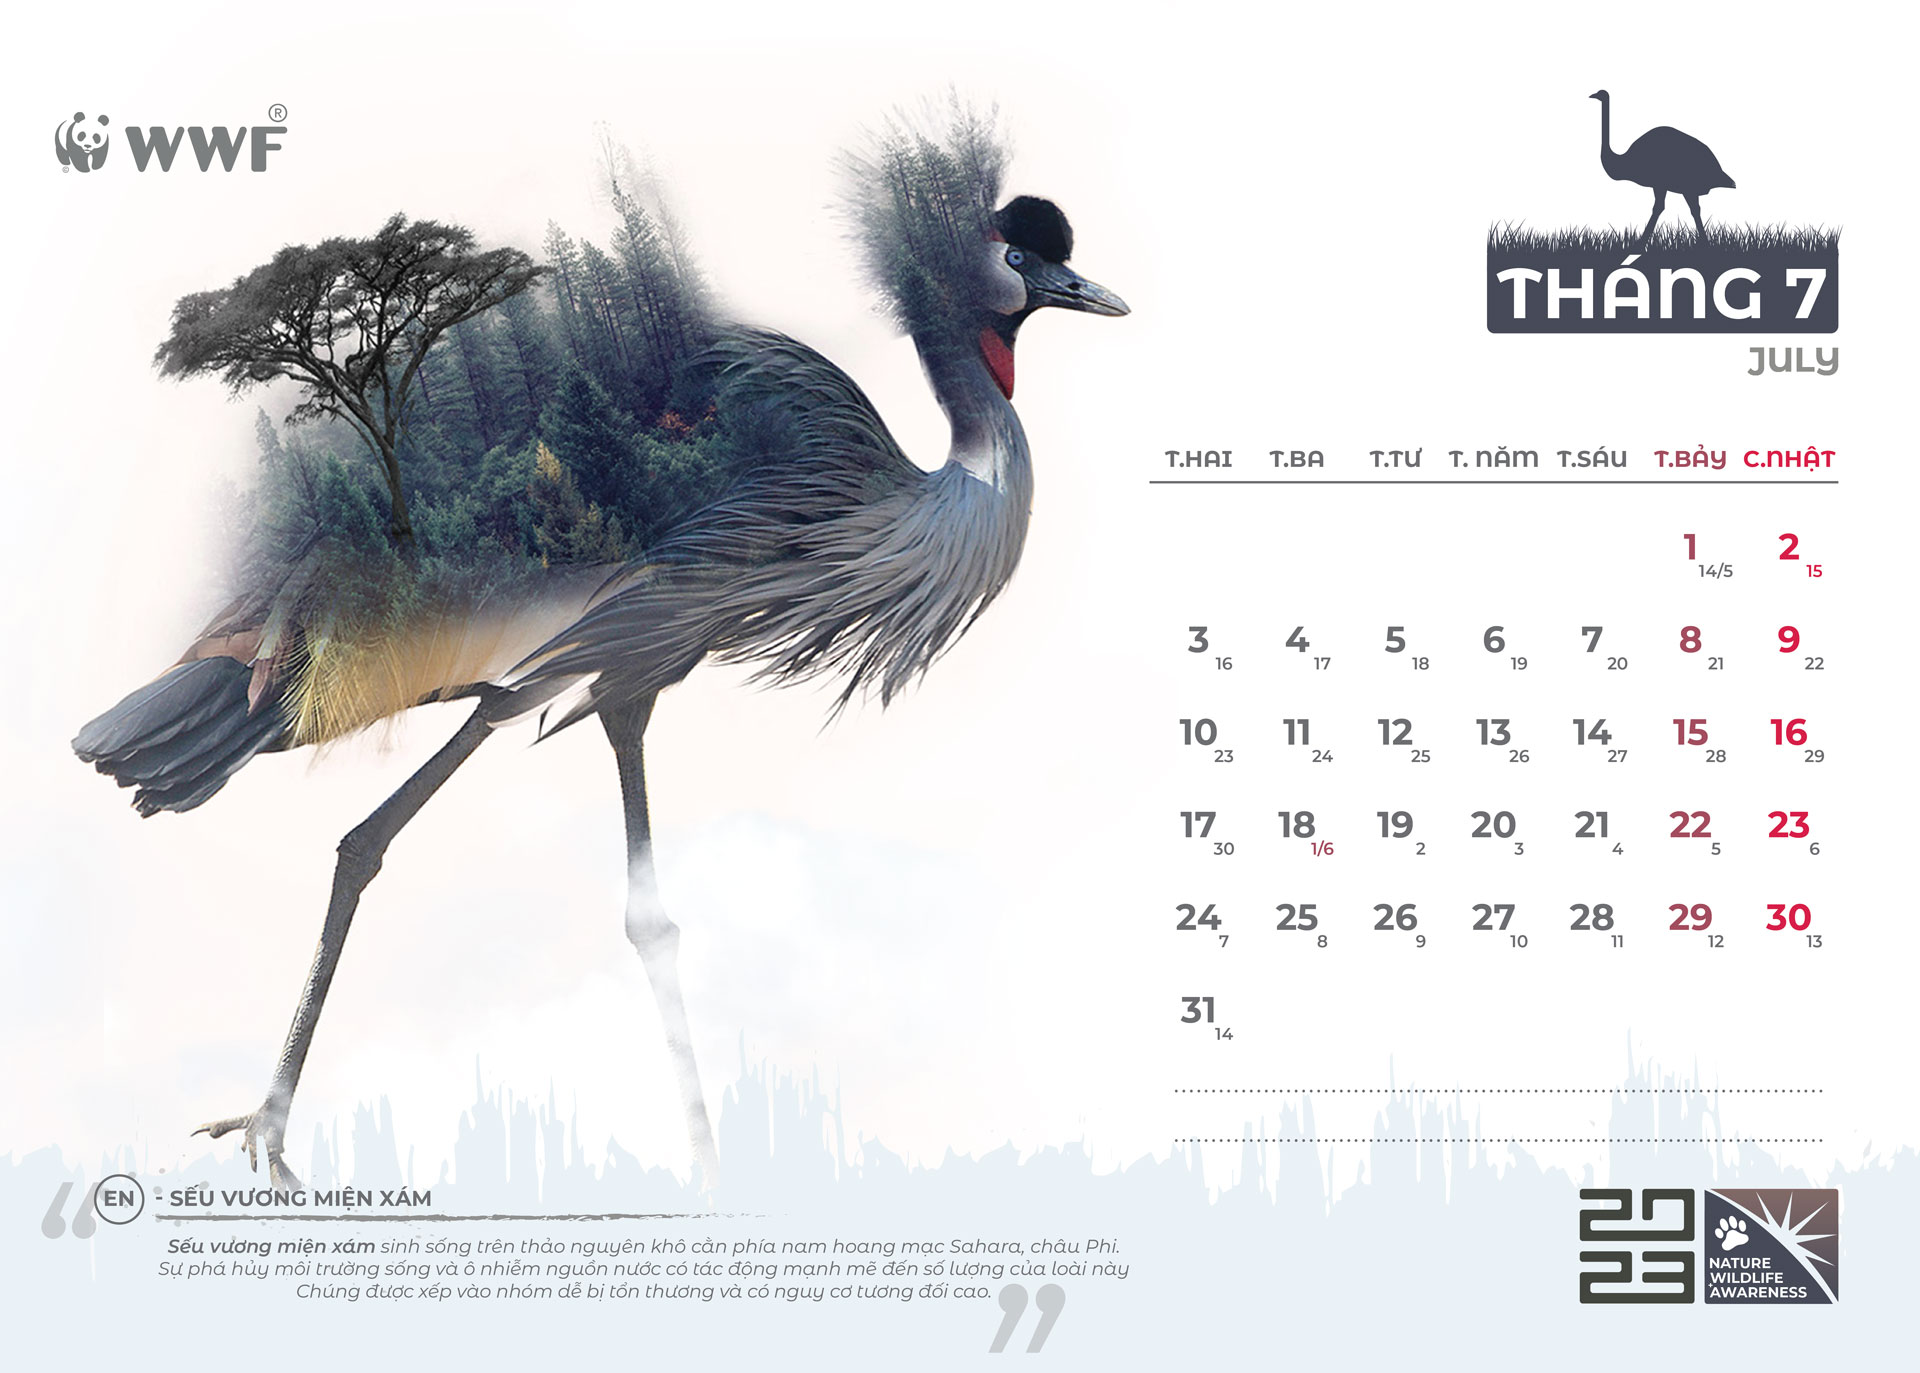 WWF®
©
THÁNG 7
JULY
T.HAI T.BA T.TƯ T. NĂM T.SÁU T.BẢY C.NHẬT
1 14/5 2 15
3 16 4 17 5 18 6 19 7 20 8 21 9 22
10 23 11 24 12 25 13 26 14 27 15 28 16 29
17 30 18 1/6 19 2 20 3 21 4 22 5 23 6
24 7 25 8 26 9 27 10 28 11 29 12 30 13
31 14
“ EN - SẾU VƯƠNG MIỆN XÁM
Sếu vương miện xám sinh sống trên thảo nguyên khô cằn phía nam hoang mạc Sahara, châu Phi.
Sự phá hủy môi trường sống và ô nhiễm nguồn nước có tác động mạnh mẽ đến số lượng của loài này
Chúng được xếp vào nhóm dễ bị tổn thương và có nguy cơ tương đối cao. ”
2023
NATURE
WILDLIFE
+AWARENESS